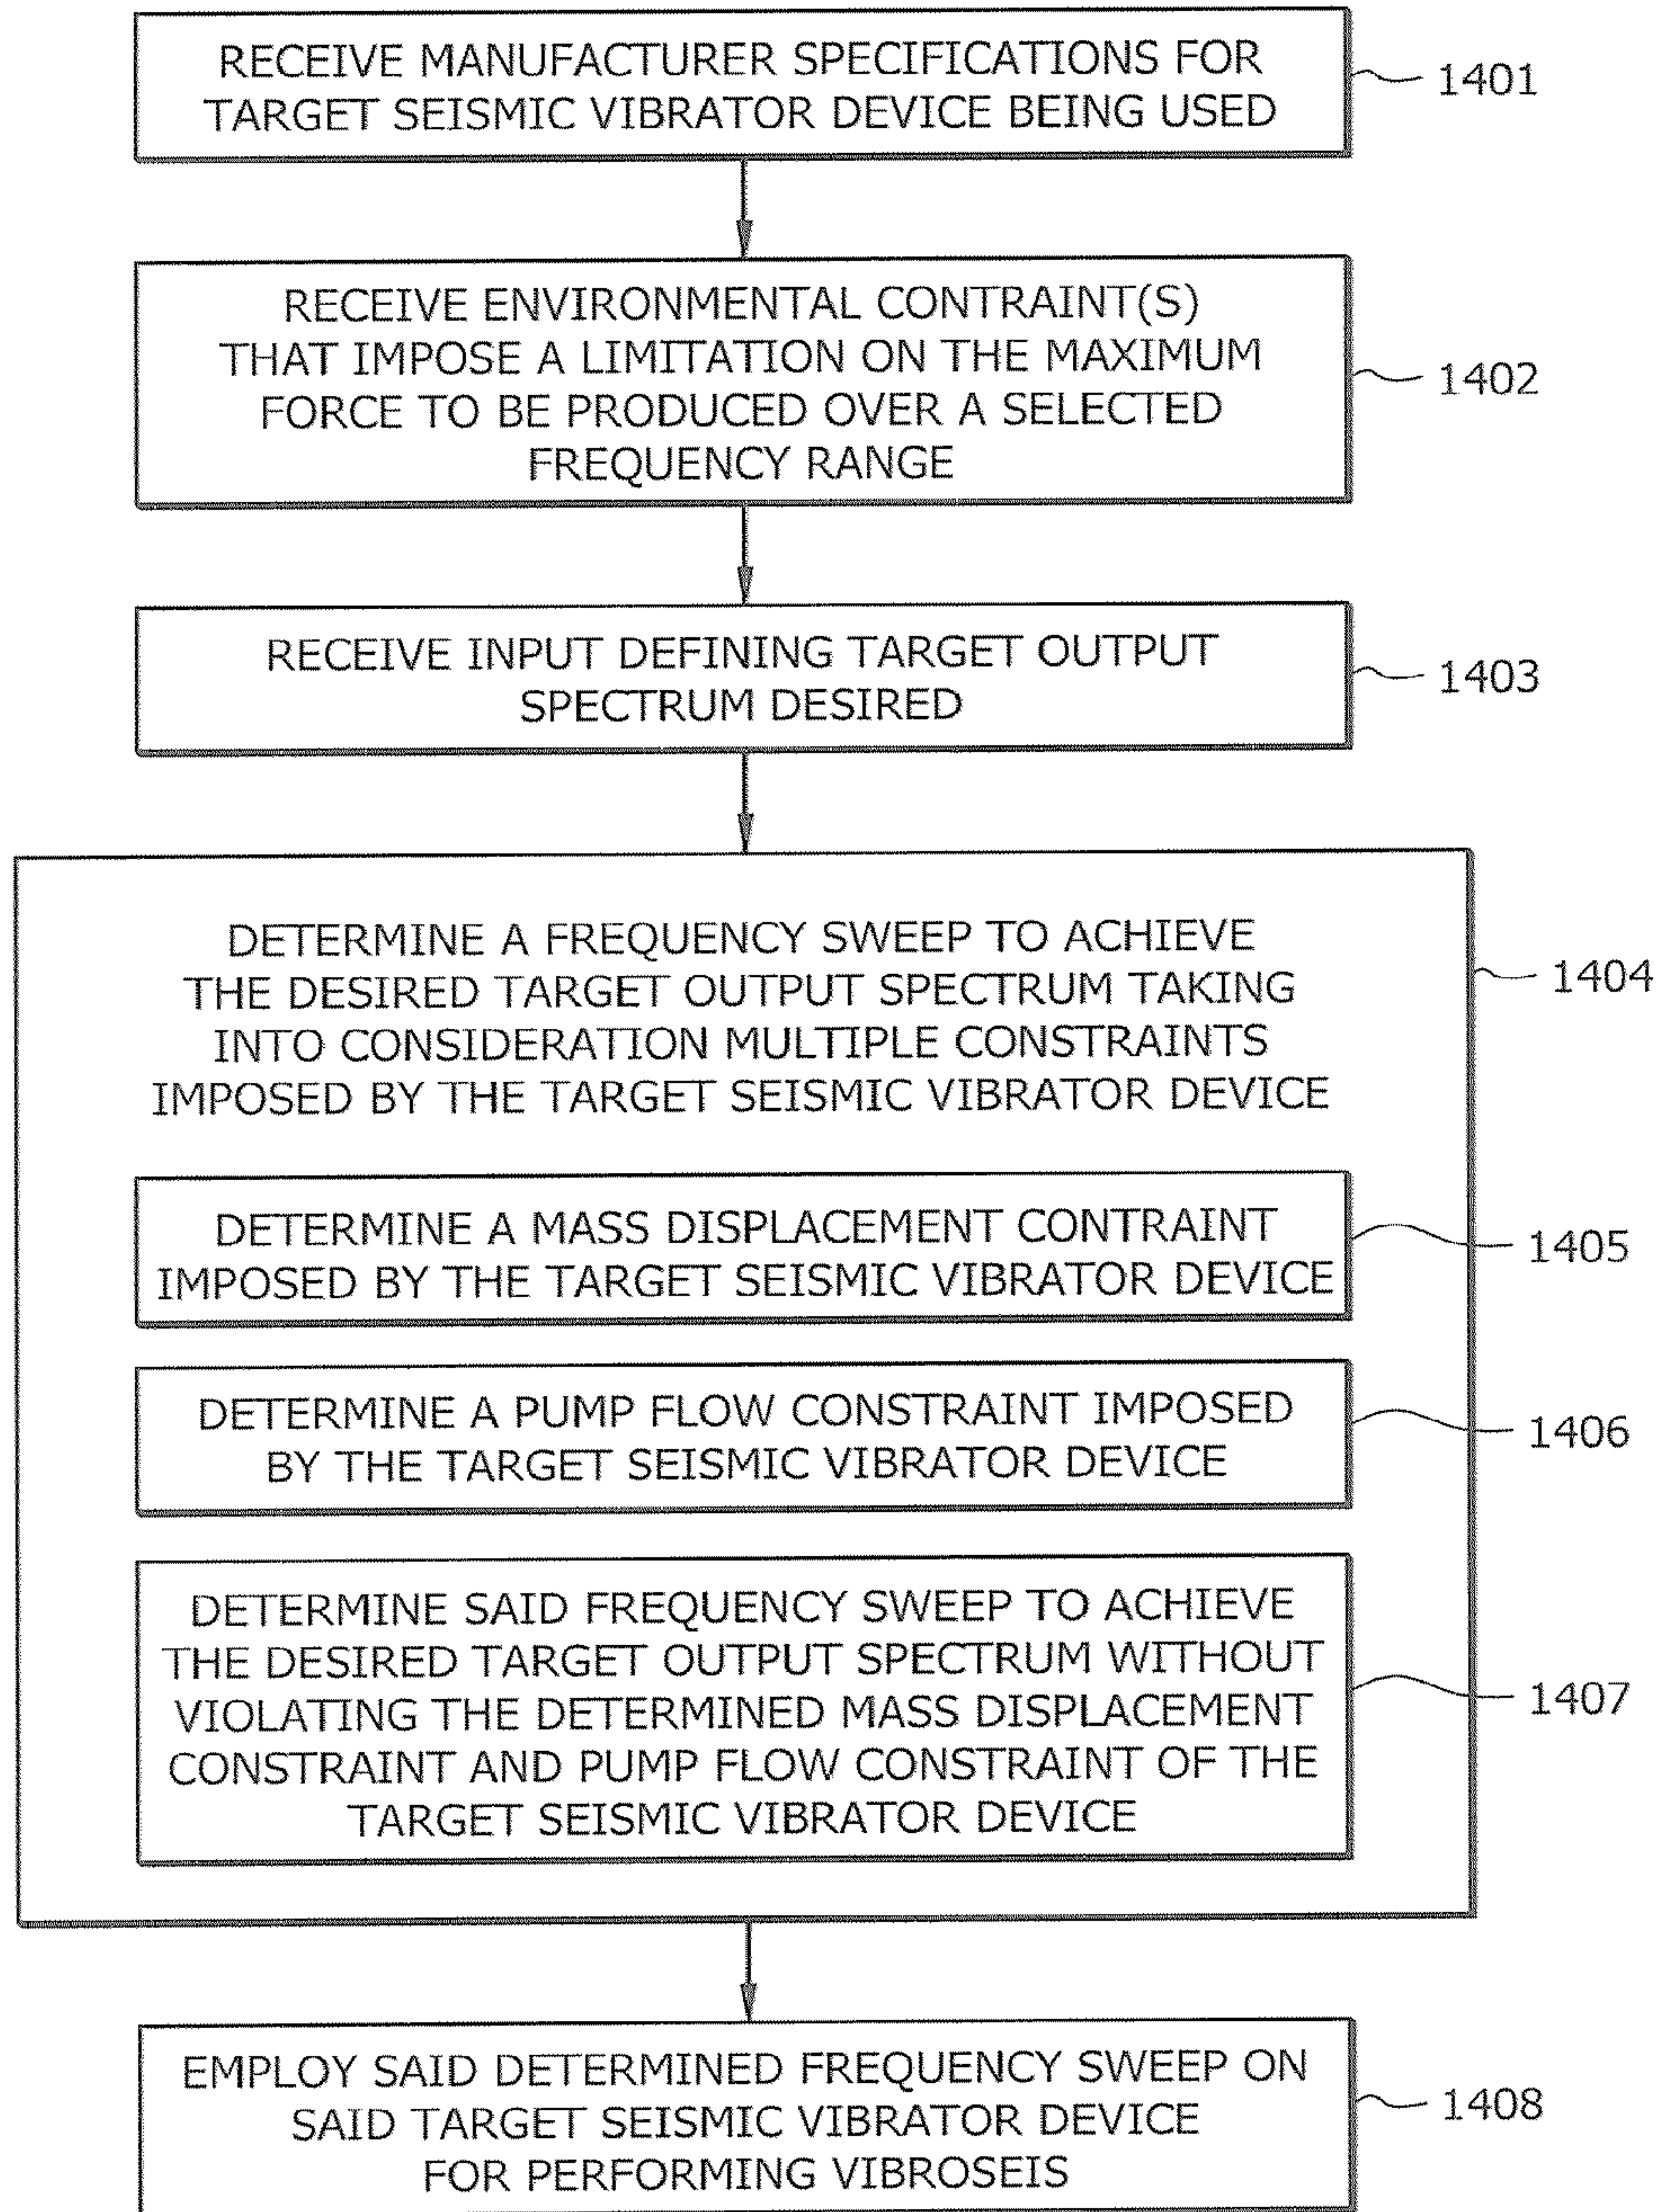 RECEIVE MANUFACTURER SPECIFICATIONS FOR
TARGET SEISMIC VIBRATOR DEVICE BEING USED
1401
RECEIVE ENVIRONMENTAL CONTRAINT(S)
THAT IMPOSE A LIMITATION ON THE MAXIMUM
FORCE TO BE PRODUCED OVER A SELECTED
FREQUENCY RANGE
1402
RECEIVE INPUT DEFINING TARGET OUTPUT
SPECTRUM DESIRED
1403
DETERMINE A FREQUENCY SWEEP TO ACHIEVE
THE DESIRED TARGET OUTPUT SPECTRUM TAKING
INTO CONSIDERATION MULTIPLE CONSTRAINTS
IMPOSED BY THE TARGET SEISMIC VIBRATOR DEVICE
1404
DETERMINE A MASS DISPLACEMENT CONTRAINT
IMPOSED BY THE TARGET SEISMIC VIBRATOR DEVICE
1405
DETERMINE A PUMP FLOW CONSTRAINT IMPOSED
BY THE TARGET SEISMIC VIBRATOR DEVICE
1406
DETERMINE SAID FREQUENCY SWEEP TO ACHIEVE
THE DESIRED TARGET OUTPUT SPECTRUM WITHOUT
VIOLATING THE DETERMINED MASS DISPLACEMENT
CONSTRAINT AND PUMP FLOW CONSTRAINT OF THE
TARGET SEISMIC VIBRATOR DEVICE
1407
EMPLOY SAID DETERMINED FREQUENCY SWEEP ON
SAID TARGET SEISMIC VIBRATOR DEVICE
FOR PERFORMING VIBROSEIS
1408